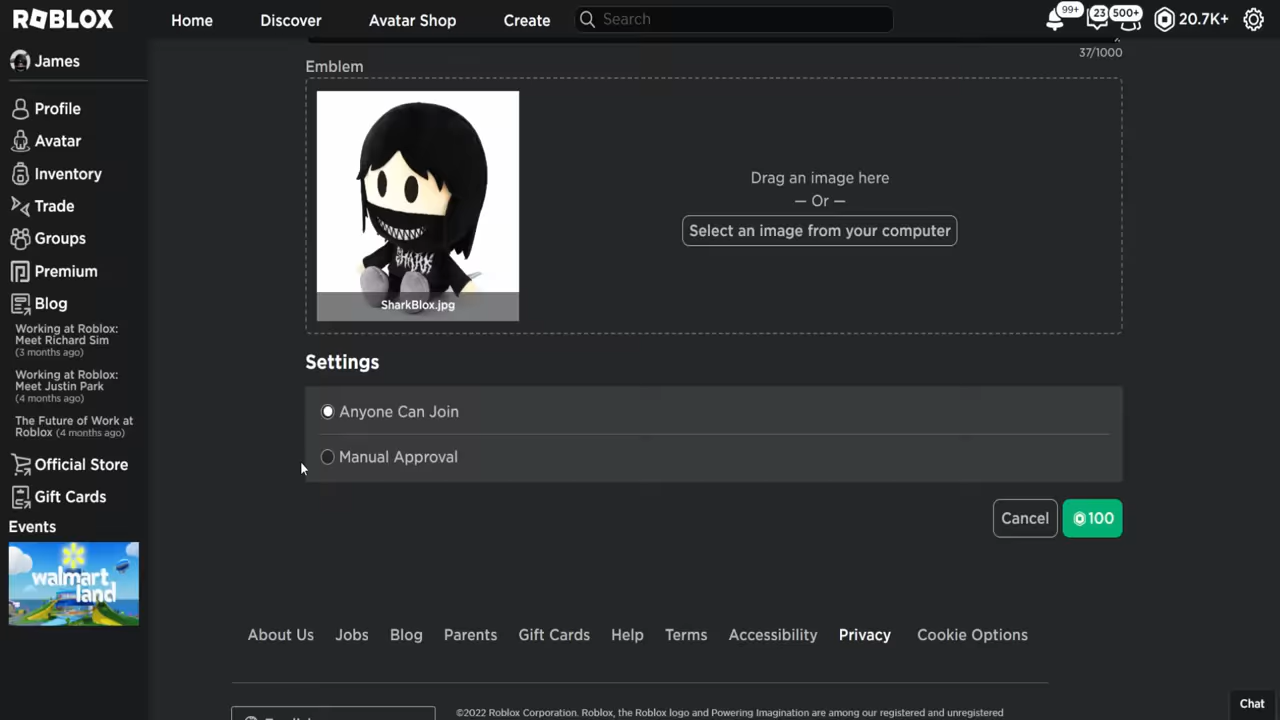 ROBLOX
Home
Discover
Avatar Shop
Create
Search
99+
23
500+
20.7K+
James
Profile
Avatar
Inventory
Trade
Groups
Premium
Blog
Working at Roblox:
Meet Richard Sim
(3 months ago)
Working at Roblox:
Meet Justin Park
(4 months ago)
The Future of Work at
Roblox (4 months ago)
Official Store
Gift Cards
Events
walmart
land
37/1000
Emblem
SHARK
SharkBlox.jpg
Drag an image here
— Or —
Select an image from your computer
Settings
Anyone Can Join
Manual Approval
Cancel
100
About Us
Jobs
Blog
Parents
Gift Cards
Help
Terms
Accessibility
Privacy
Cookie Options
©2022 Roblox Corporation. Roblox, the Roblox logo and Powering Imagination are among our registered and unregistered
Chat